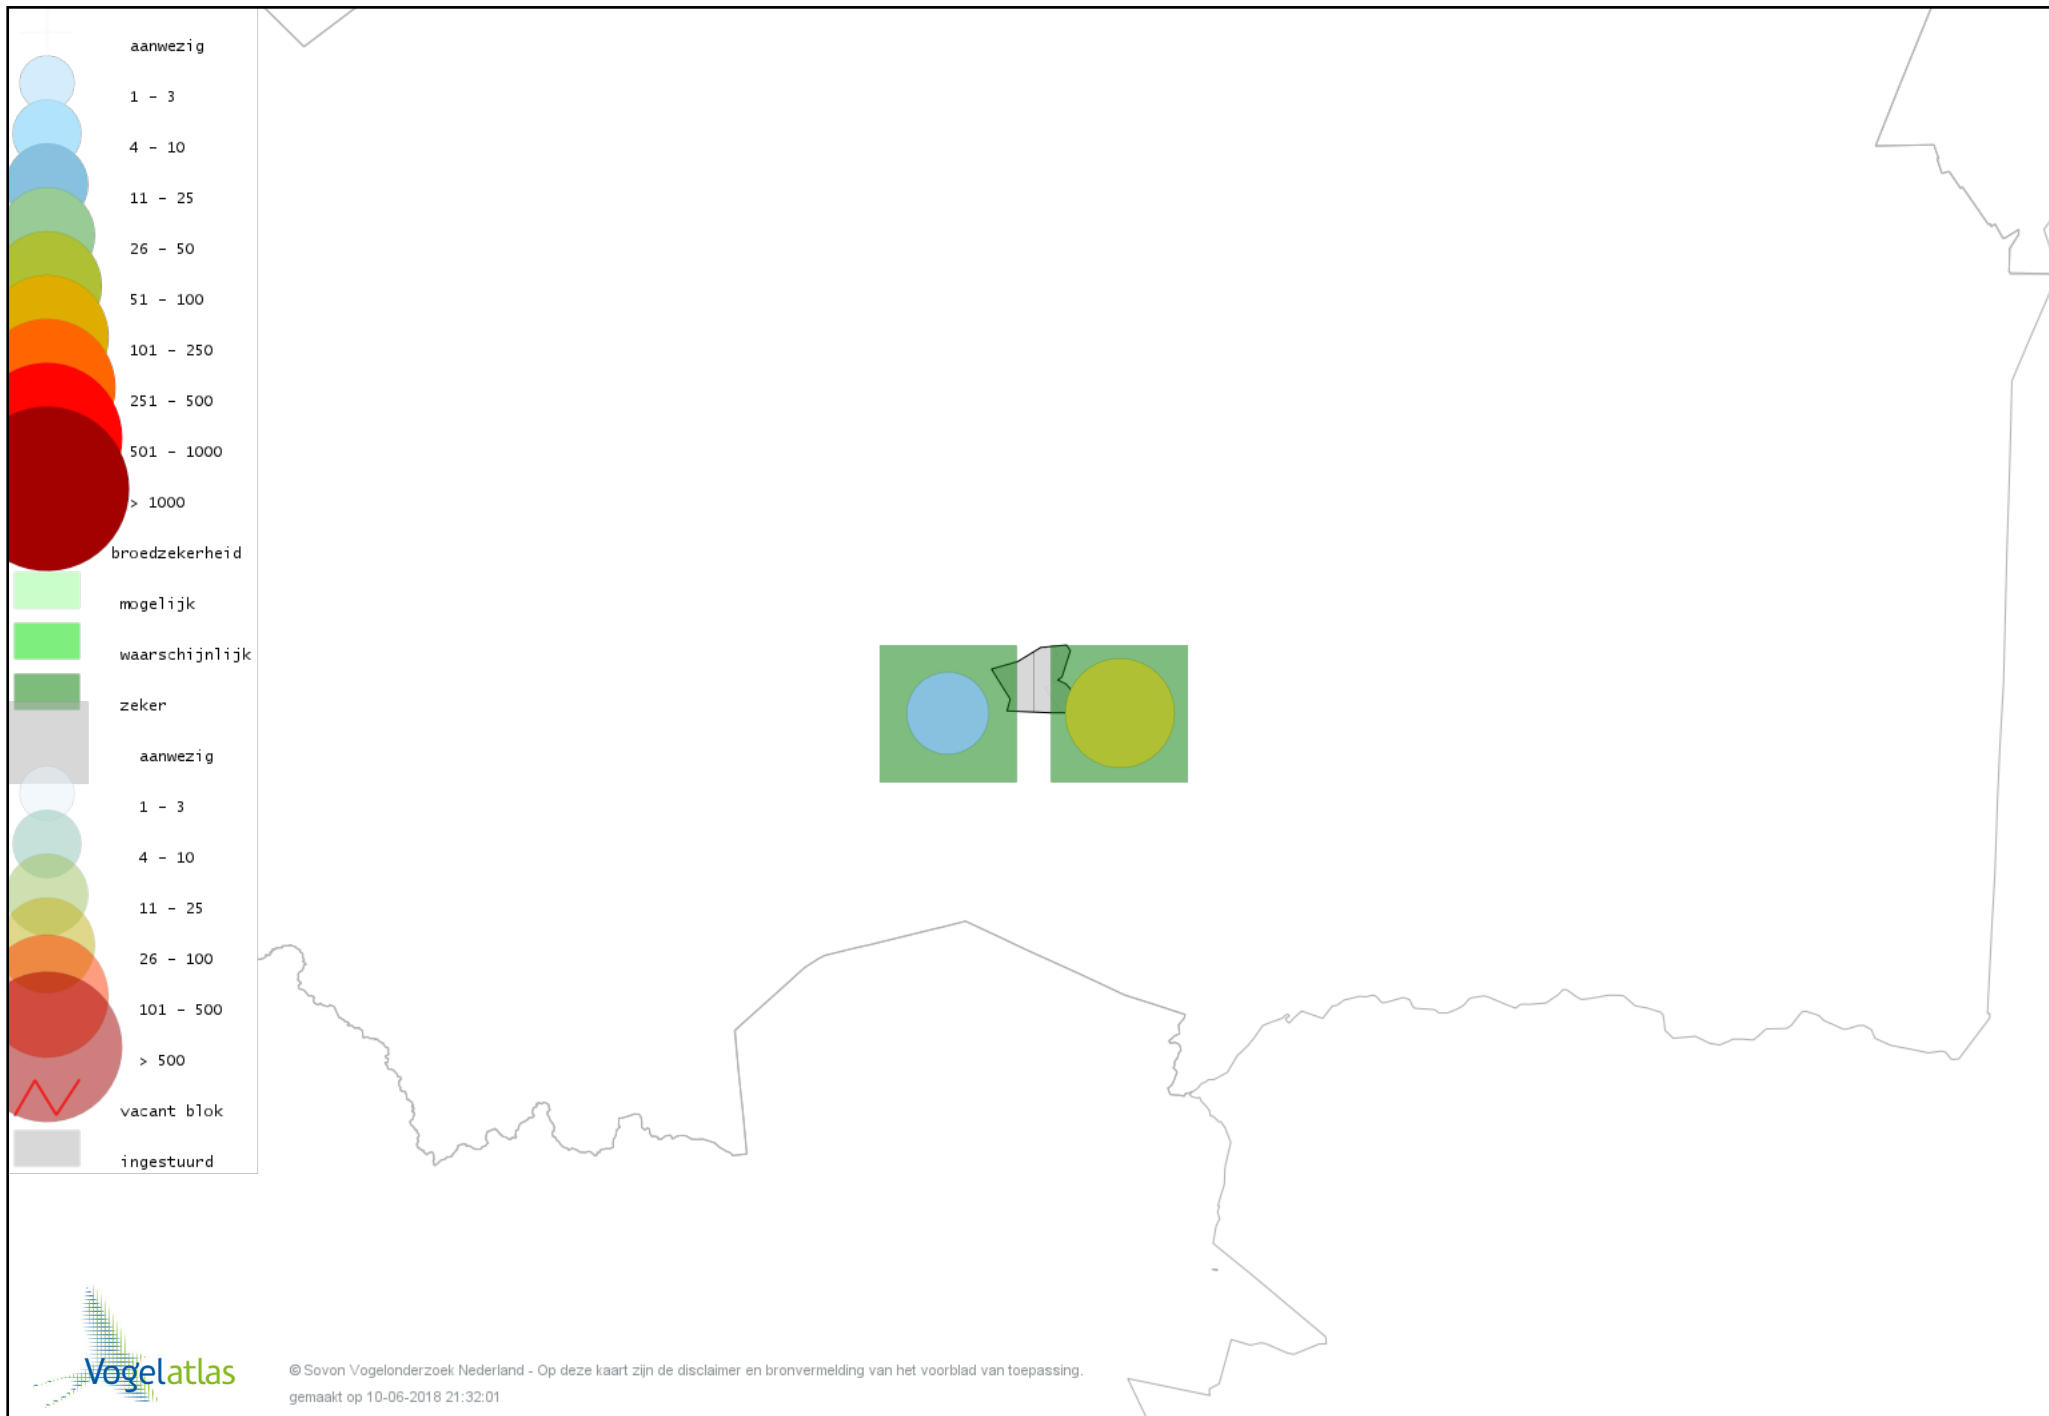 aanwezig
1 - 3
4 - 10
11 - 25
26 - 50
51 - 100
101 - 250
251 - 500
501 - 1000
> 1000
broedzekerheid
mogelijk
waarschijnlijk
zeker
aanwezig
1 - 3
4 - 10
11 - 25
26 - 100
101 - 500
> 500
vacant blok
ingestuurd
Vogelatlas
© Sovon Vogelonderzoek Nederland - Op deze kaart zijn de disclaimer en bronvermelding van het voorblad van toepassing.
gemaakt op 10-06-2018 21:32:01